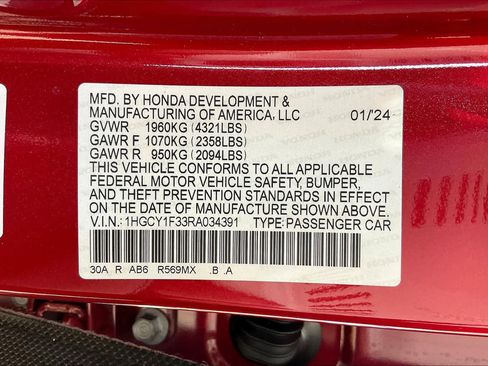 MFD. BY HONDA DEVELOPMENT &
MANUFACTURING OF AMERICA, LLC 01/24
GVWR 1960KG (4321LBS)
GAWR F 1070KG (2358LBS)
GAWR R 950KG (2094LBS)
THIS VEHICLE CONFORMS TO ALL APPLICABLE
FEDERAL MOTOR VEHICLE SAFETY, BUMPER,
AND THEFT PREVENTION STANDARDS IN EFFECT
ON THE DATE OF MANUFACTURE SHOWN ABOVE.
V.I.N.: 1HGCY1F33RA034391 TYPE:PASSENGER CAR
30A R AB6 R569MX .B .A